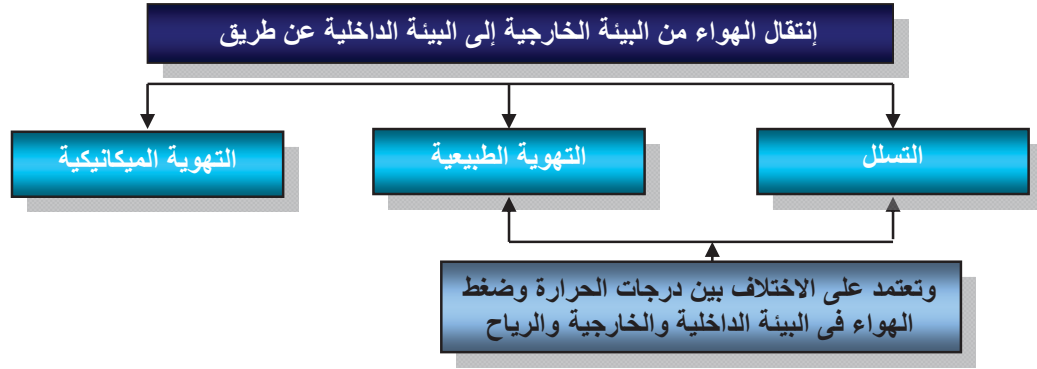 إنتقال الهواء من البيئة الخارجية إلى البيئة الداخلية عن طريق
التسلل
التهوية الطبيعية
التهوية الميكانيكية
وتعتمد على الاختلاف بين درجات الحرارة وضغط
الهواء فى البيئة الداخلية والخارجية والرياح